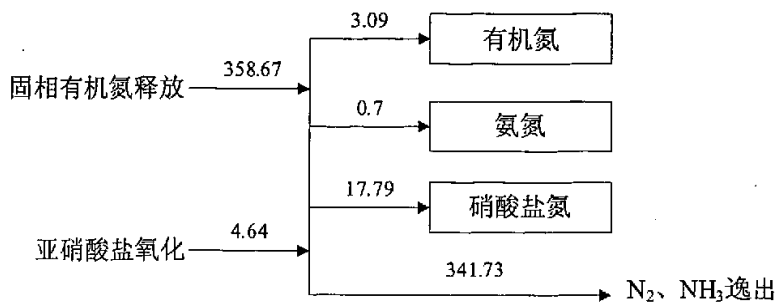 3.09
有机氮
固相有机氮释放
358.67
0.7
氨氮
17.79
硝酸盐氮
亚硝酸盐氧化
4.64
341.73
N₂、NH₃逸出